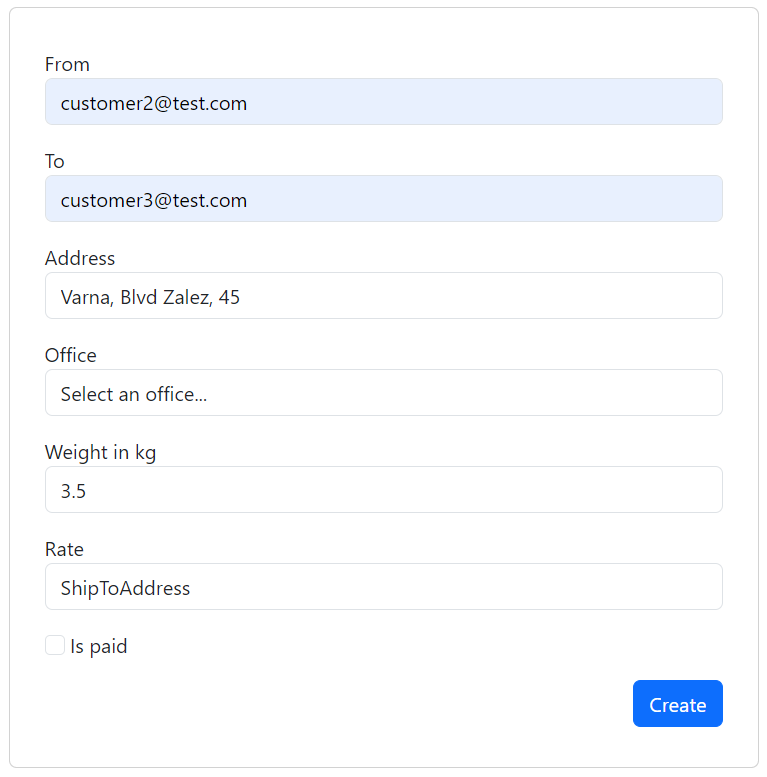 From
customer2@test.com
To
customer3@test.com
Address
Varna, Blvd Zalez, 45
Office
Select an office...
Weight in kg
3.5
Rate
ShipToAddress
Is paid
Create